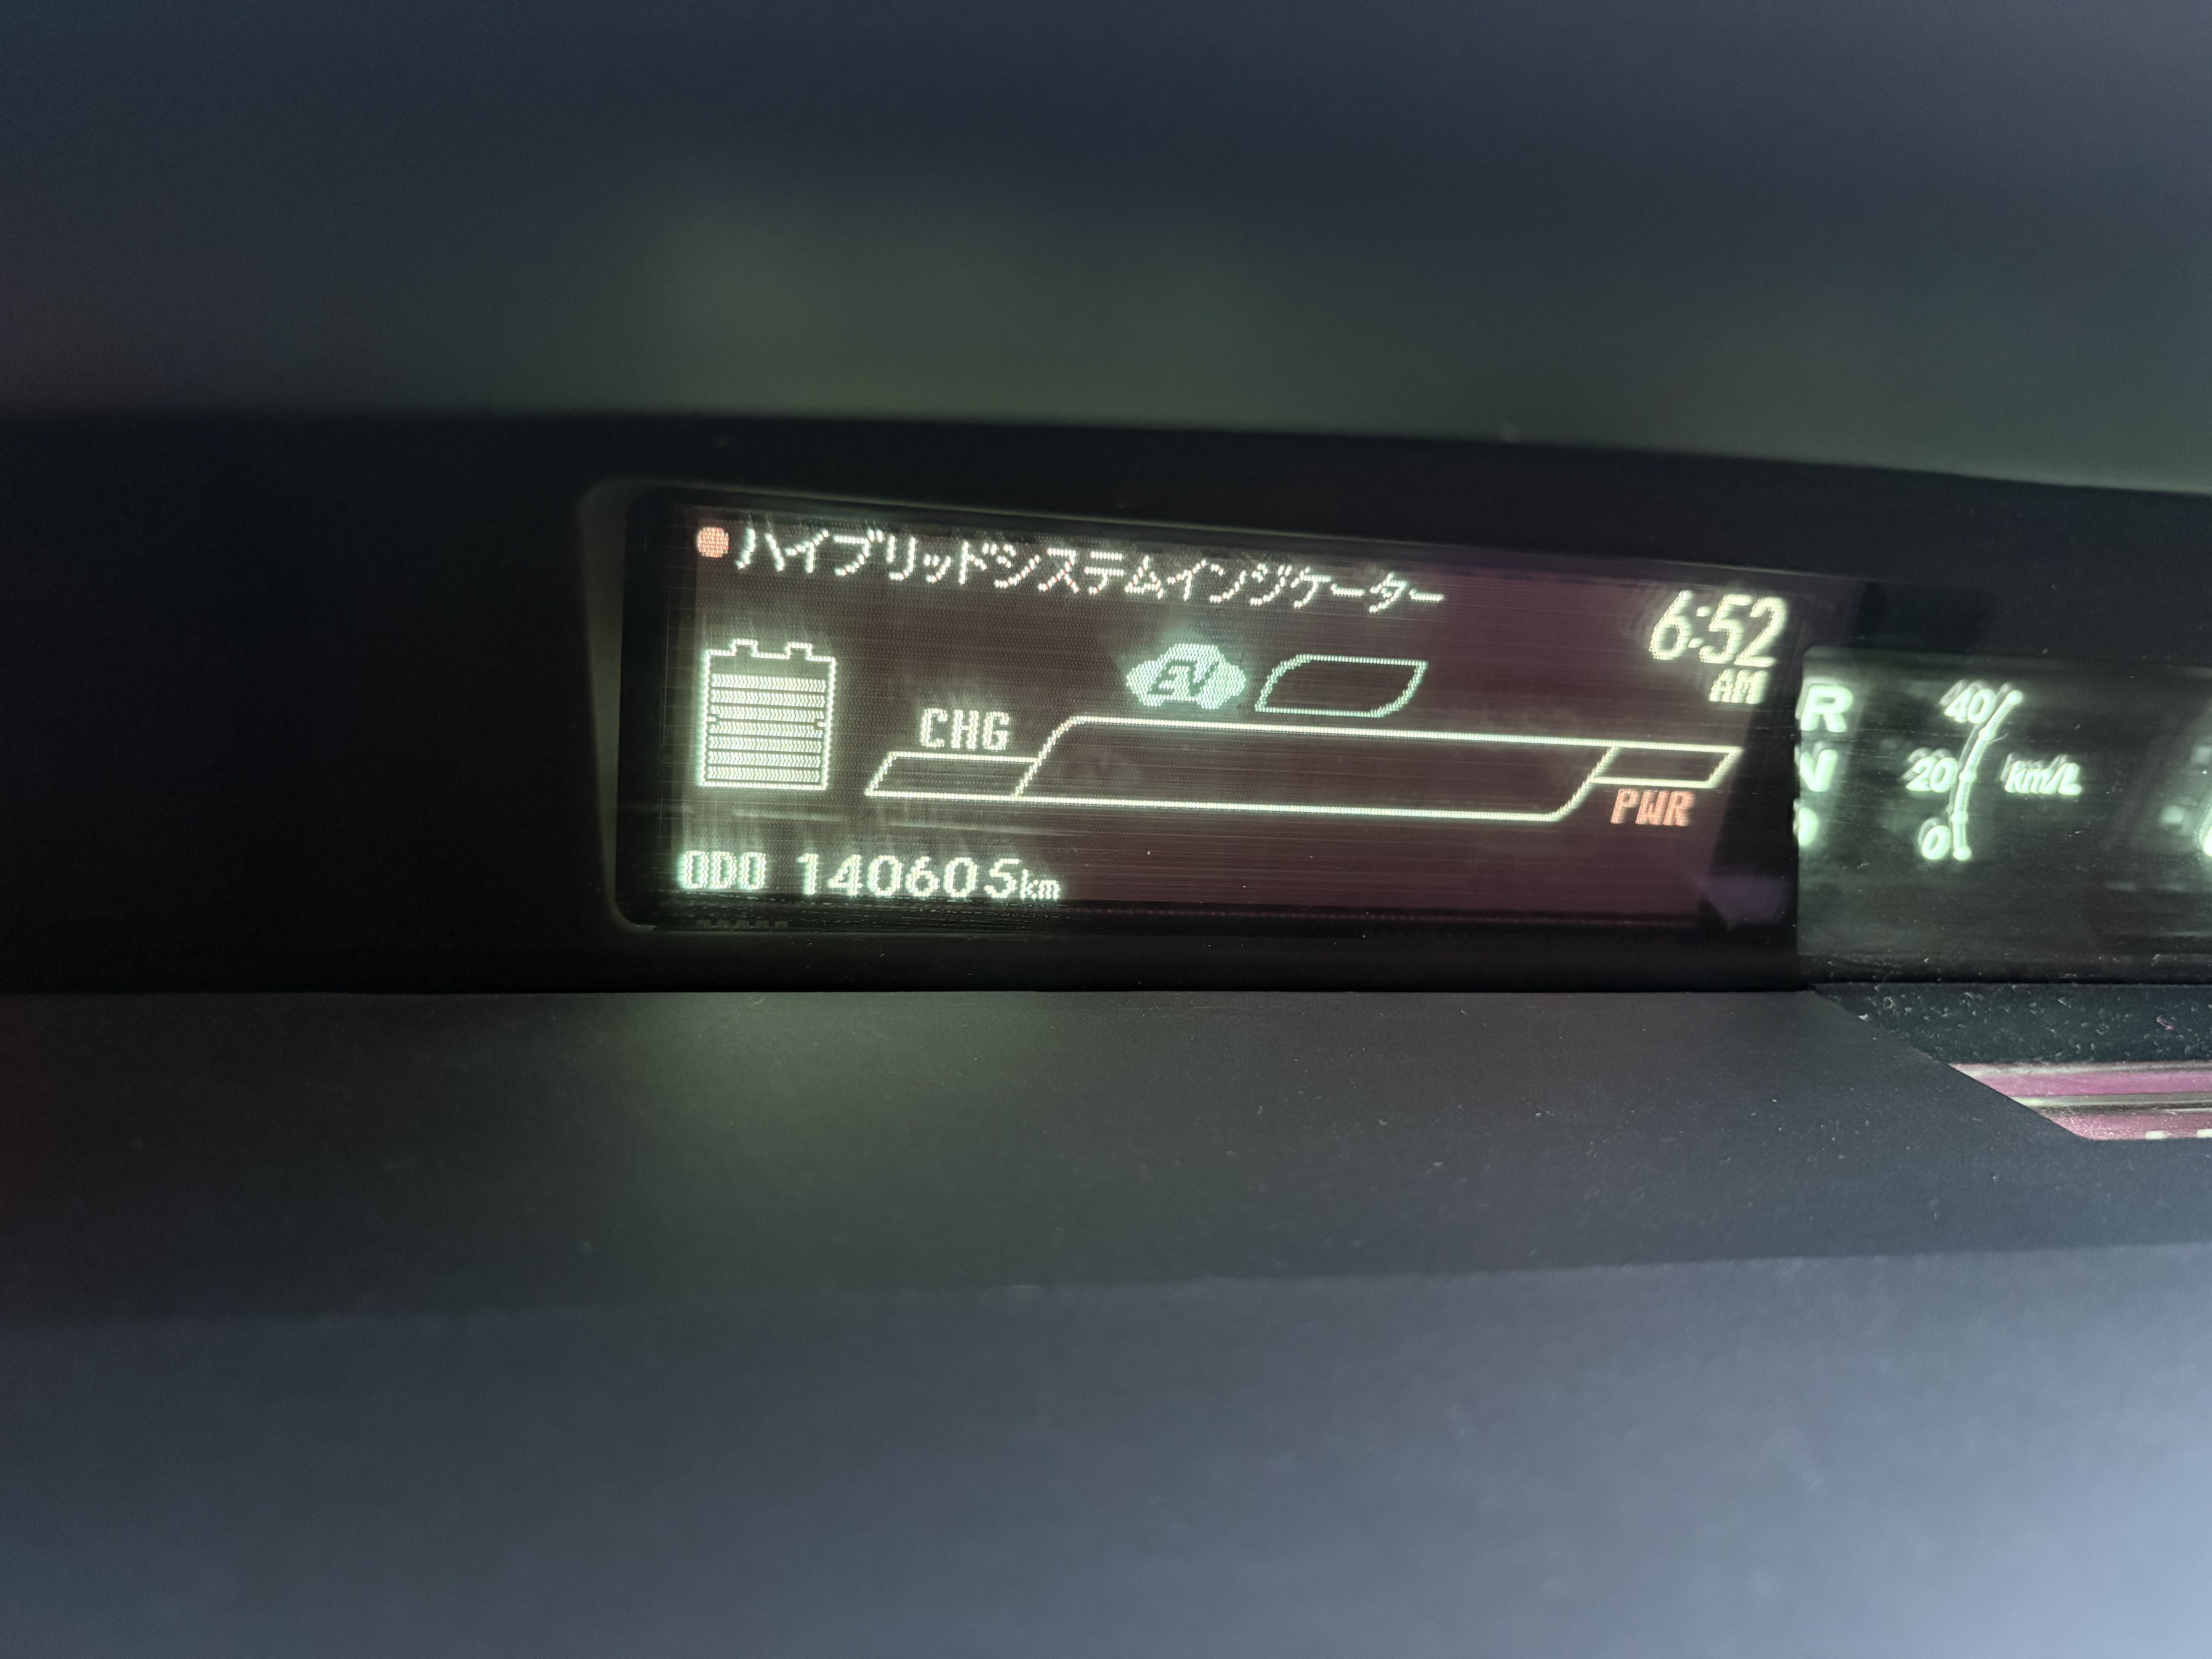 ハイブリッドシステムインジケーター
6:52
AM
EV
CHG
PWR
ODO 140605km
R
N
40
20 km/L
0